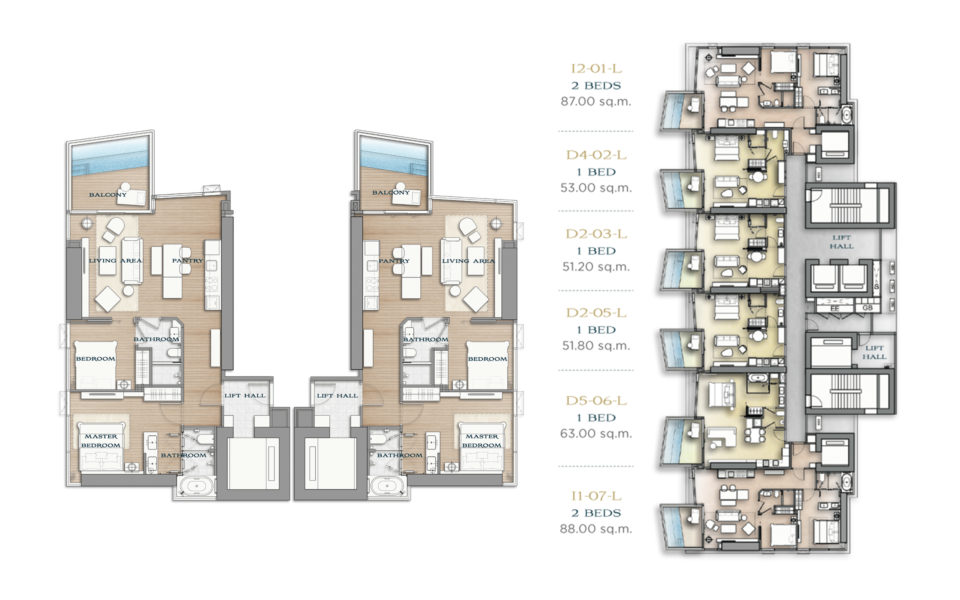 BALCONY
LIVING AREA
PANTRY
BATHROOM
BEDROOM
LIFT HALL
MASTER
BEDROOM
BATHROOM
BALCONY
PANTRY
LIVING AREA
BATHROOM
BEDROOM
LIFT HALL
MASTER
BEDROOM
BATHROOM
I2-01-L
2 BEDS
87.00 sq.m.
D4-02-L
1 BED
53.00 sq.m.
D2-03-L
1 BED
51.20 sq.m.
D2-05-L
1 BED
51.80 sq.m.
D5-06-L
1 BED
63.00 sq.m.
I1-07-L
2 BEDS
88.00 sq.m.
LIFT
HALL
EE
GB
LIFT
HALL